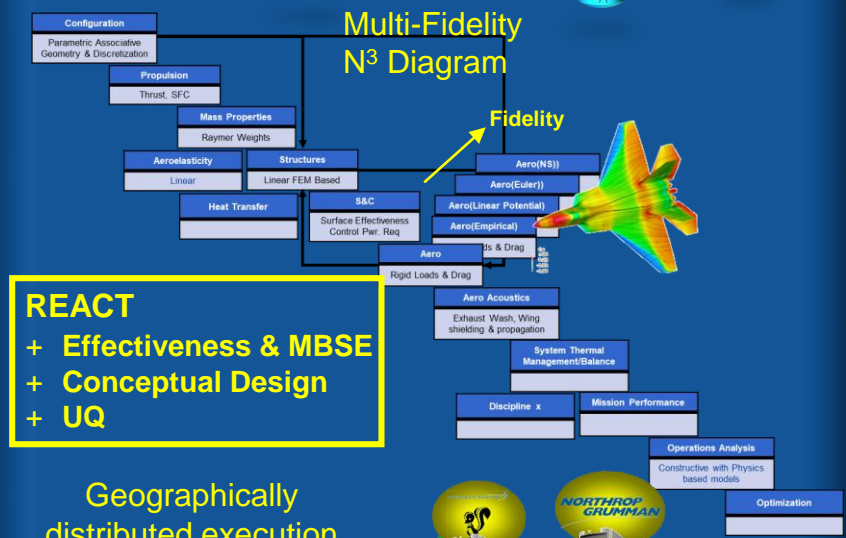 Multi-Fidelity
N³ Diagram
Configuration
Parametric Associative
Geometry & Discretization
Propulsion
Thrust, SFC
Mass Properties
Raymer Weights
Fidelity
Aeroelasticity
Linear
Structures
Linear FEM Based
Aero(NS))
Aero(Euler))
Aero(Linear Potential)
Aero(Empirical)
ds & Drag
Heat Transfer
S&C
Surface Effectiveness
Control Pwr. Req
Aero
Rigid Loads & Drag
REACT
+ Effectiveness & MBSE
+ Conceptual Design
+ UQ
Aero Acoustics
Exhaust Wash, Wing
shielding & propagation
System Thermal
Management/Balance
Discipline x
Mission Performance
Operations Analysis
Constructive with Physics
based models
Optimization
Geographically
distributed execution
NORTHROP
GRUMMAN